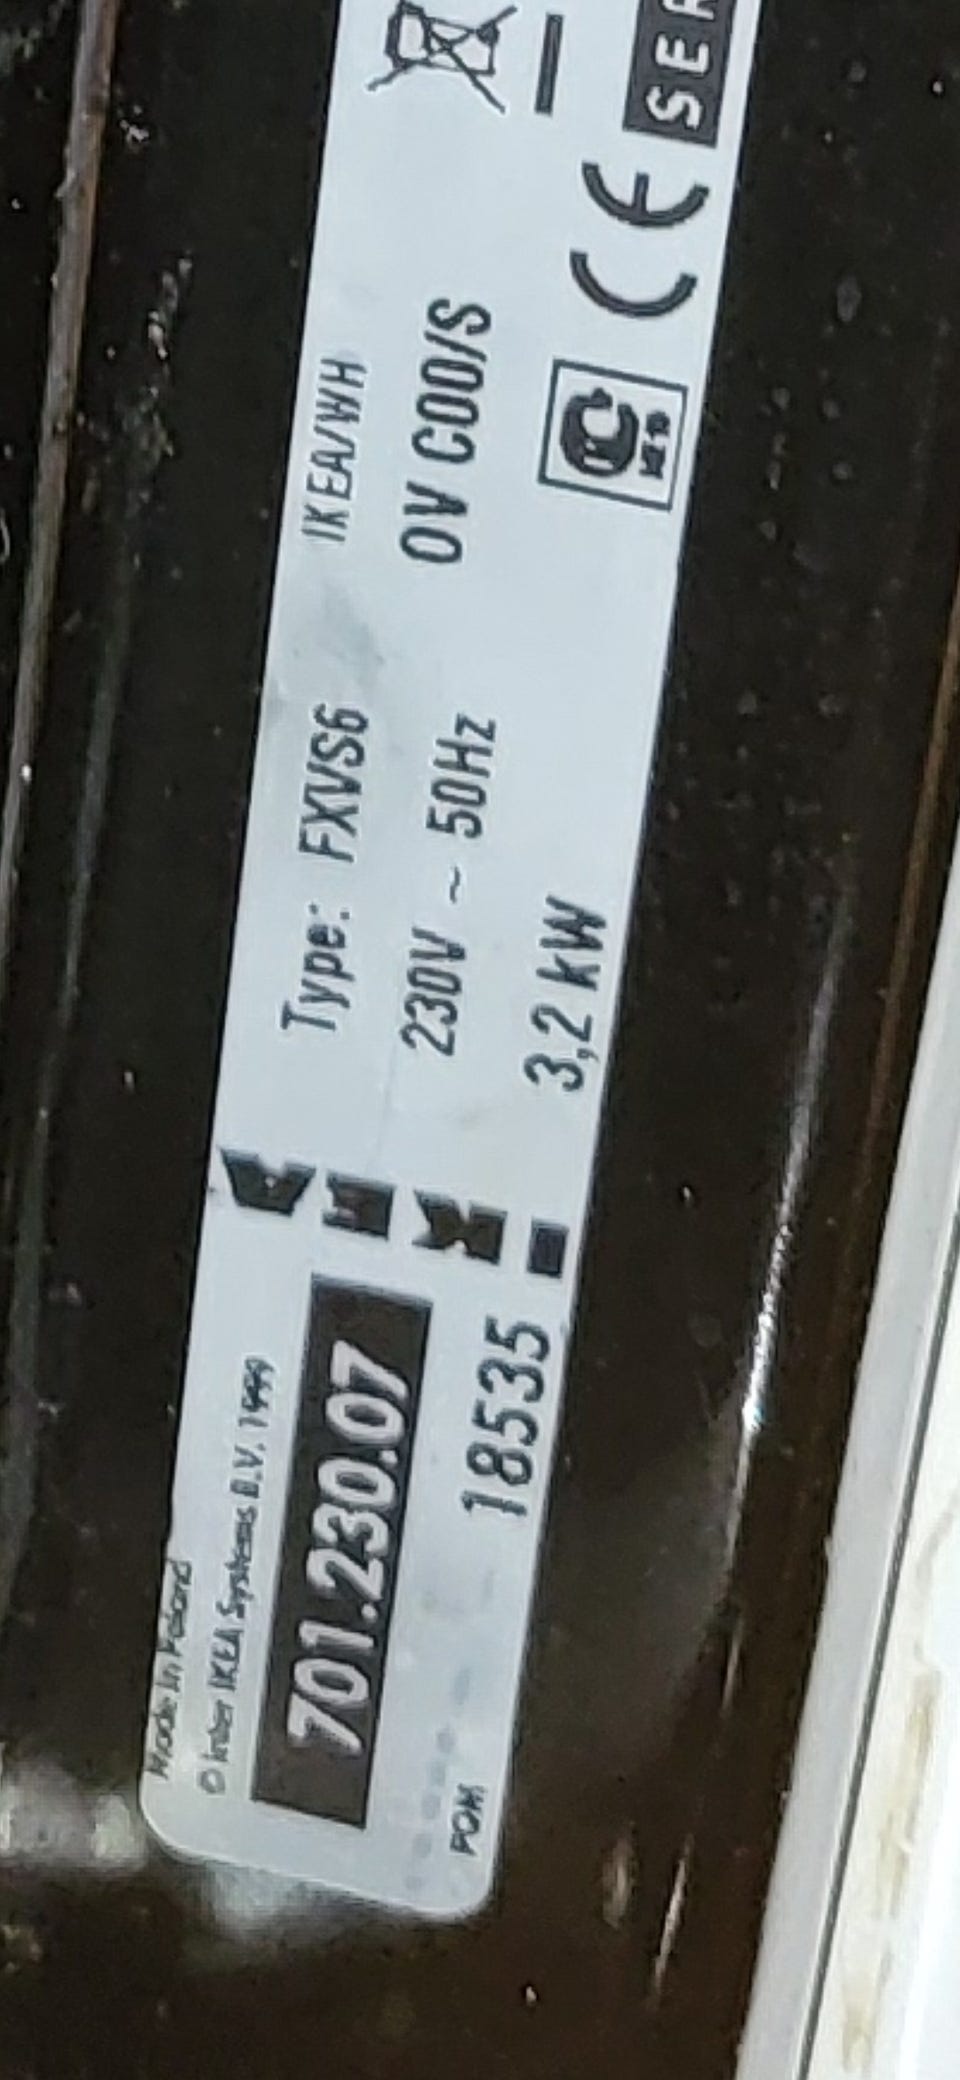 Made in Poland
© Inter IKEA Systems B.V. 1999
701.230.07
18535
POM
Type: FXVS6
IKEA/WH
230V ~ 50Hz
OV C00/S
3,2 kW
CE
SER